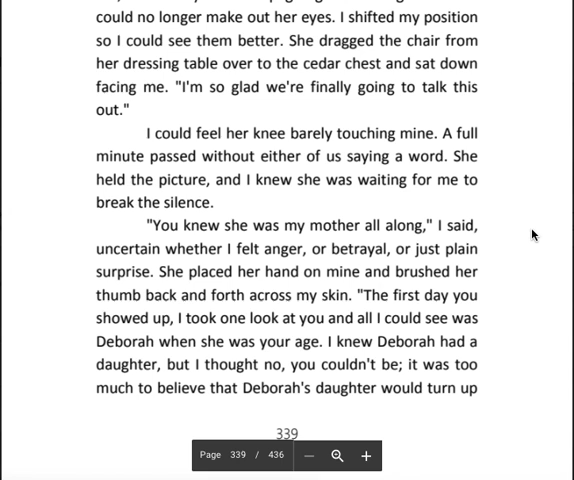 could no longer make out her eyes. I shifted my position
so I could see them better. She dragged the chair from
her dressing table over to the cedar chest and sat down
facing me. "I'm so glad we're finally going to talk this
out."
I could feel her knee barely touching mine. A full
minute passed without either of us saying a word. She
held the picture, and I knew she was waiting for me to
break the silence.
"You knew she was my mother all along," I said,
uncertain whether I felt anger, or betrayal, or just plain
surprise. She placed her hand on mine and brushed her
thumb back and forth across my skin. "The first day you
showed up, I took one look at you and all I could see was
Deborah when she was your age. I knew Deborah had a
daughter, but I thought no, you couldn't be; it was too
much to believe that Deborah's daughter would turn up
339
Page 339 / 436